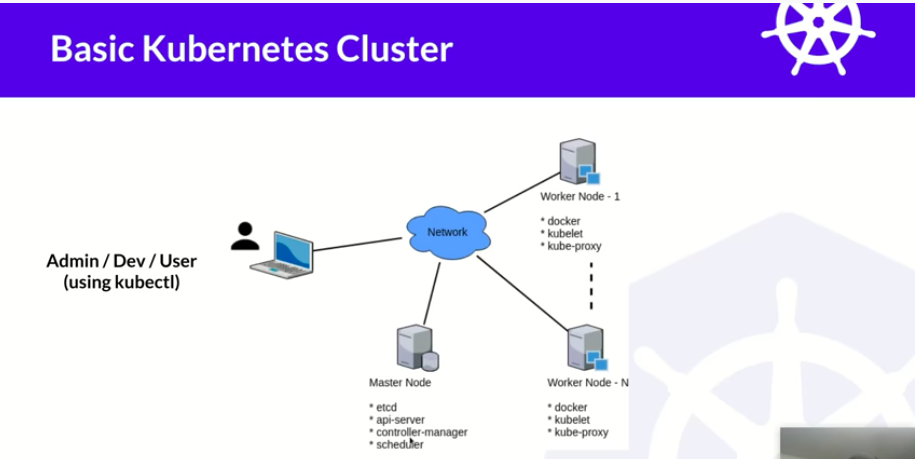 Basic Kubernetes Cluster
Admin / Dev / User
(using kubectl)
Network
Worker Node - 1
* docker
* kubelet
* kube-proxy
Master Node
* etcd
* api-server
* controller-manager
* scheduler
Worker Node - N
* docker
* kubelet
* kube-proxy